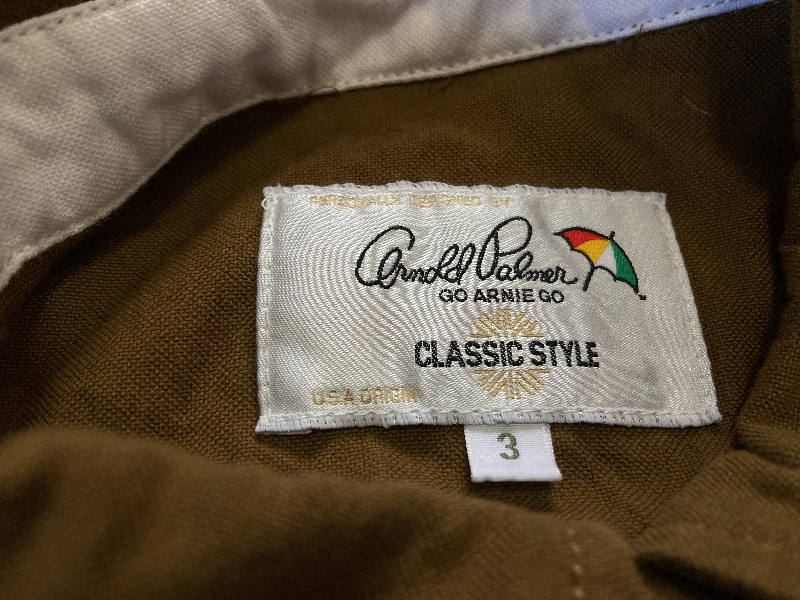 PERSONALLY DESIGNED BY
Arnold Palmer
GO ARNIE GO
CLASSIC STYLE
U.S.A ORIGIN
3